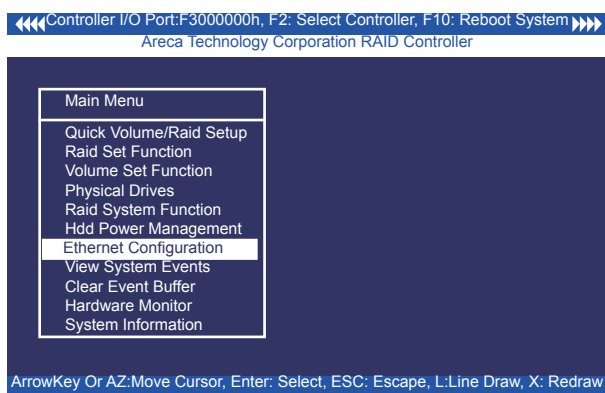 Controller I/O Port:F3000000h, F2: Select Controller, F10: Reboot System
Areca Technology Corporation RAID Controller
Main Menu
Quick Volume/Raid Setup
Raid Set Function
Volume Set Function
Physical Drives
Raid System Function
Hdd Power Management
Ethernet Configuration
View System Events
Clear Event Buffer
Hardware Monitor
System Information
ArrowKey Or AZ:Move Cursor, Enter: Select, ESC: Escape, L:Line Draw, X: Redraw